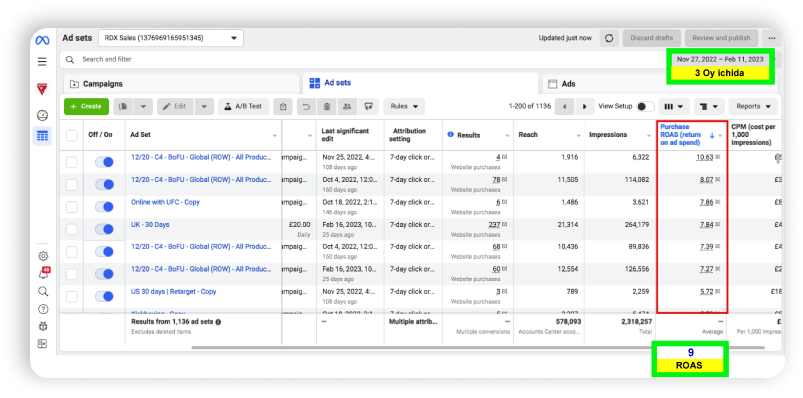 Ad sets RDX Sales (1376969165951345) Updated just now Discard drafts Review and publish
Search and filter Nov 27, 2022 – Feb 11, 2023
3 Oy ichida
Campaigns Ad sets Ads
+ Create Edit A/B Test Rules 1-200 of 1136 View Setup Reports
Off / On Ad Set Last significant edit Attribution setting Results Reach Impressions Purchase ROAS (return on ad spend) ↓ CPM (cost per 1,000 impressions)
12/20 - C4 - BoFU - Global (ROW) - All Produc... ampaig... Nov 25, 2022, 4:... 7-day click or... 4 1,916 6,322 10.63
108 days ago Website purchases
12/20 - C4 - BoFU - Global (ROW) - All Produc... ampaig... Oct 4, 2022, 12:0... 7-day click or... 78 11,505 114,082 8.07 £3
160 days ago Website purchases
Online with UFC - Copy ampaig... Oct 18, 2022, 2:1... 7-day click or... 6 1,486 3,621 7.86 £8
146 days ago Website purchases
UK - 30 Days £20.00 Feb 16, 2023, 10... 7-day click or... 237 21,314 264,179 7.84 £4
Daily 25 days ago Website purchases
12/20 - C4 - BoFU - Global (ROW) - All Produc... ampaig... Oct 4, 2022, 12:0... 7-day click or... 68 10,436 89,836 7.39 £4
160 days ago Website purchases
12/20 - C4 - BoFU - Global (ROW) - All Produc... ampaig... Feb 16, 2023, 10... 7-day click or... 60 12,554 126,556 7.27 £2
25 days ago Website purchases
US 30 days | Retarget - Copy ampaig... Nov 25, 2022, 4:... 7-day click or... 3 789 2,259 5.72 £18
108 days ago Website purchases
Results from 1,136 ad sets — Multiple attrib... — 578,093 2,318,257 — £
Excludes deleted items Multiple conversions Accounts Center acco... Total Average Per 1,000 Impres
9
ROAS